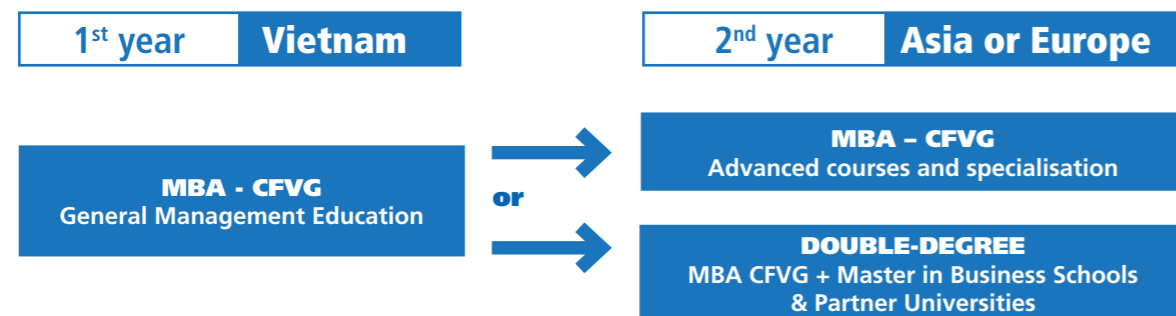 1st year Vietnam
2nd year Asia or Europe
MBA - CFVG
General Management Education
or
MBA – CFVG
Advanced courses and specialisation
DOUBLE-DEGREE
MBA CFVG + Master in Business Schools
& Partner Universities